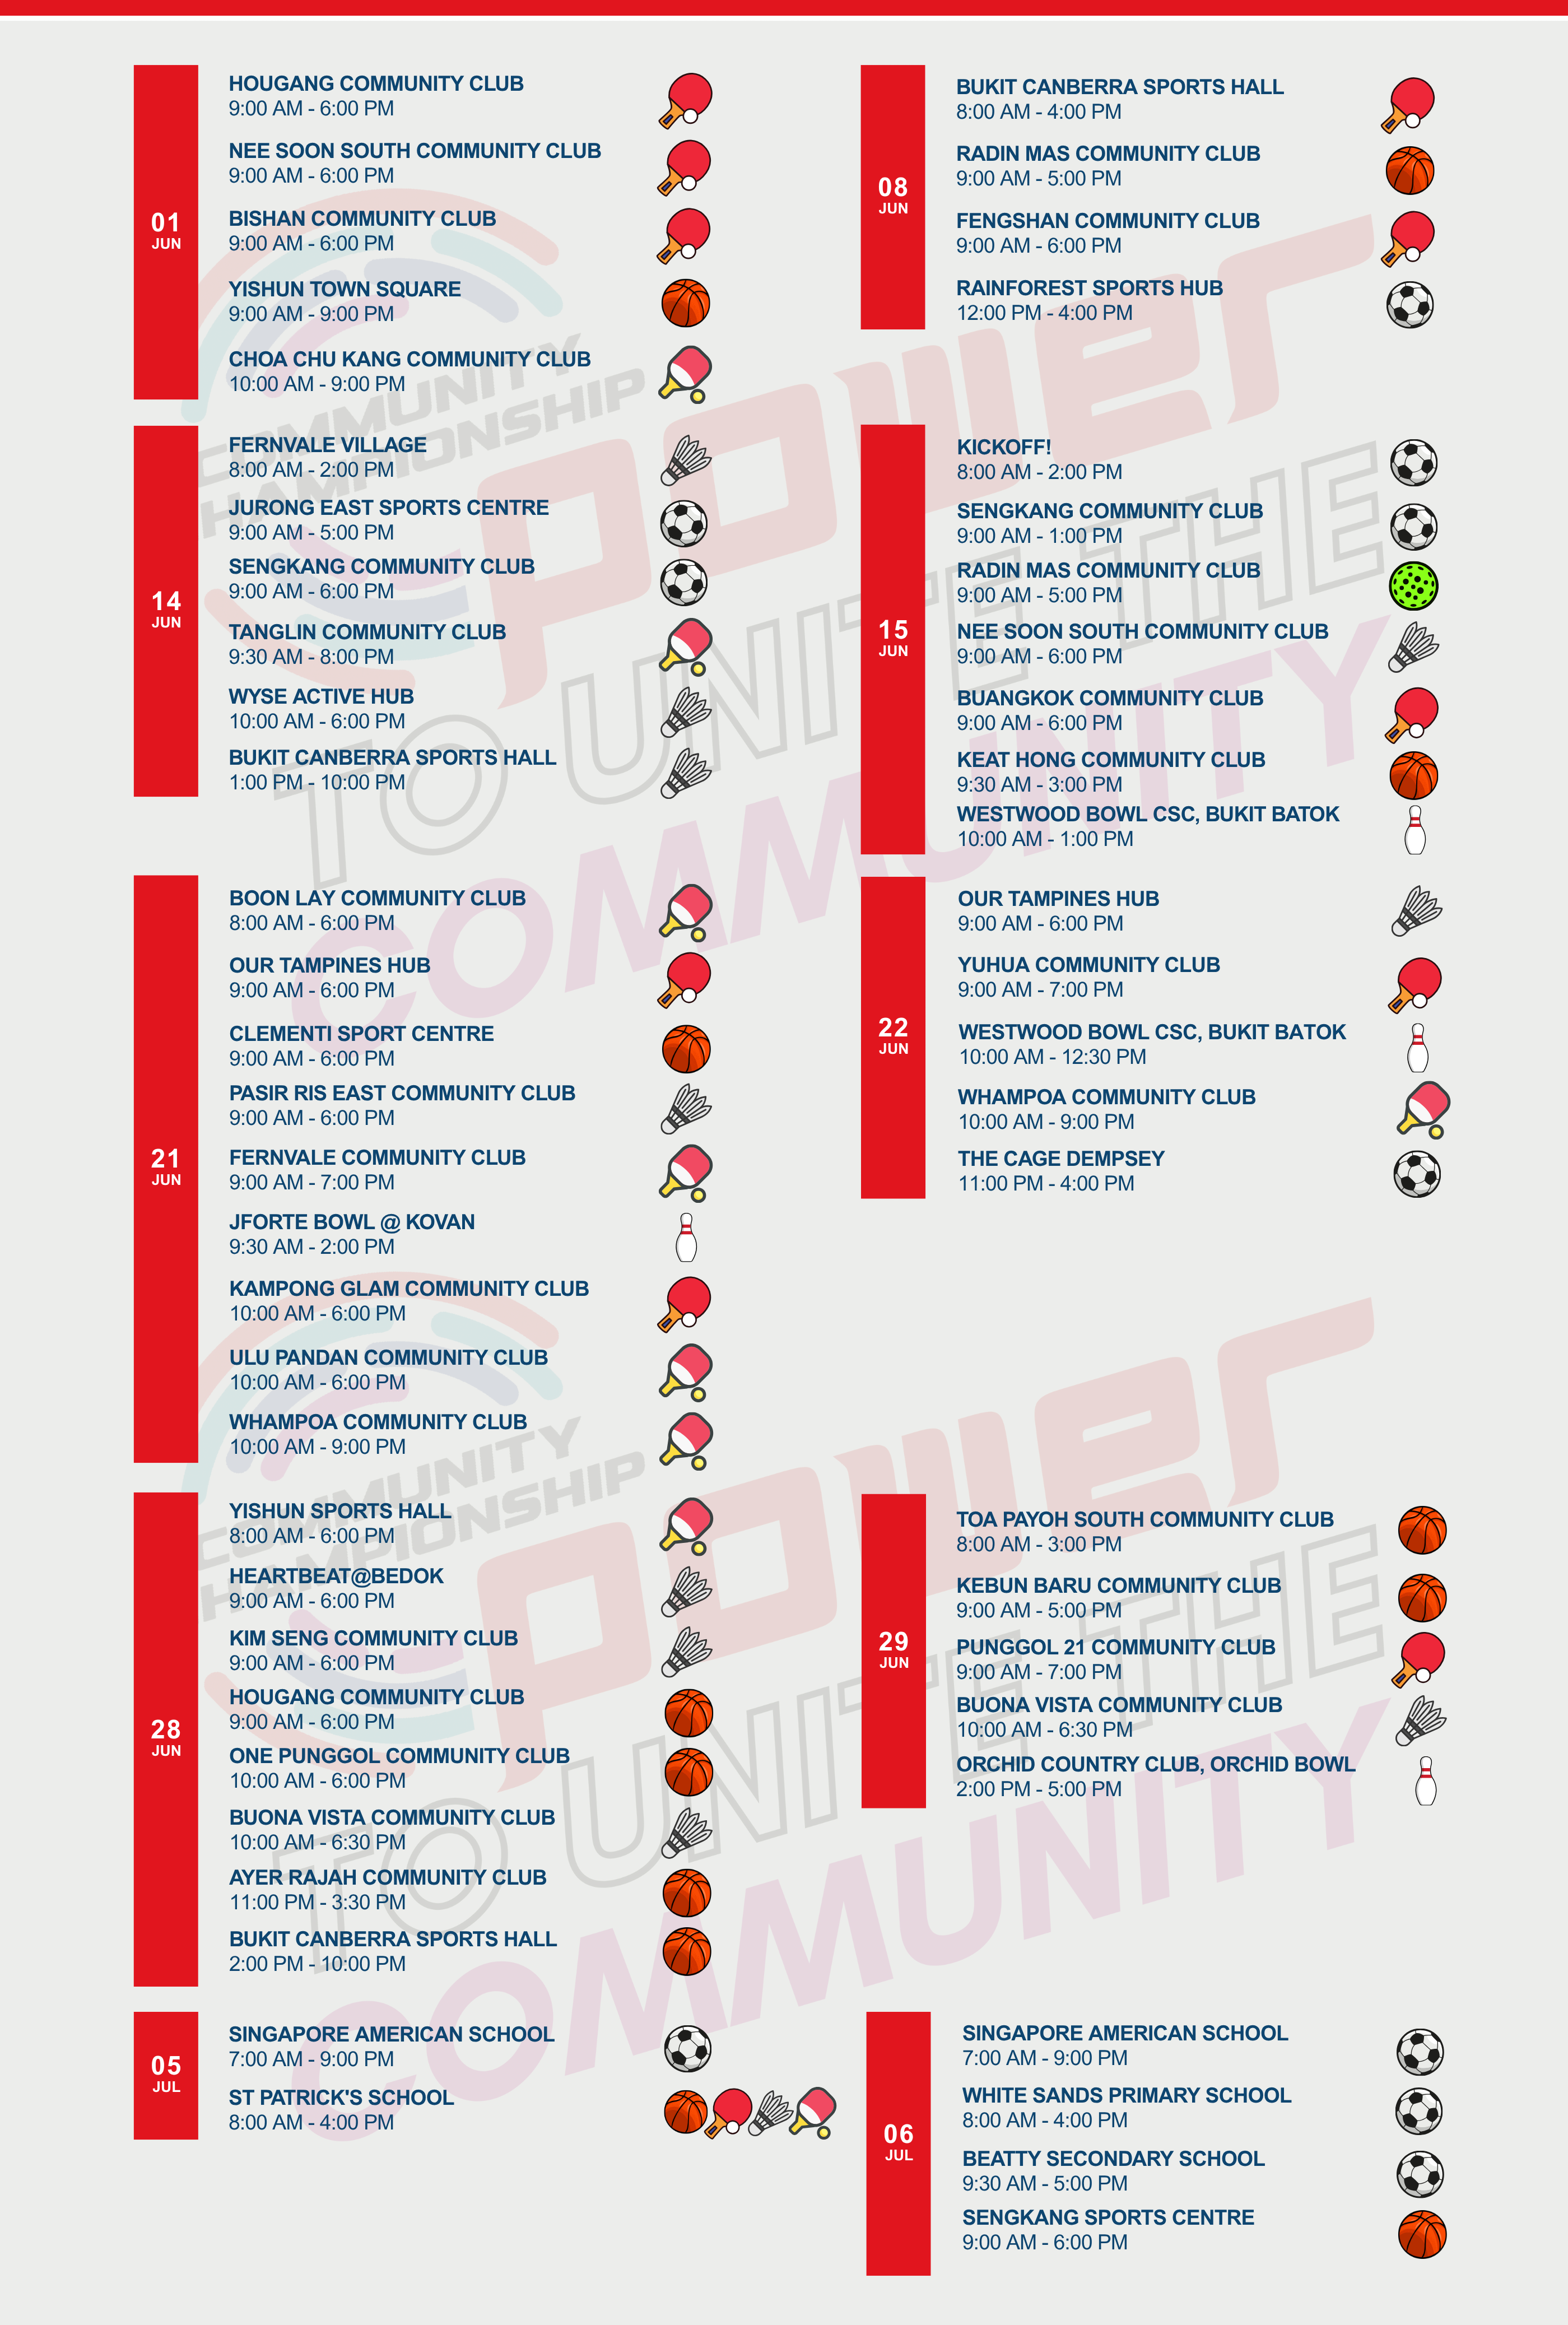 01
JUN
HOUGANG COMMUNITY CLUB
9:00 AM - 6:00 PM
NEE SOON SOUTH COMMUNITY CLUB
9:00 AM - 6:00 PM
BISHAN COMMUNITY CLUB
9:00 AM - 6:00 PM
YISHUN TOWN SQUARE
9:00 AM - 9:00 PM
CHOA CHU KANG COMMUNITY CLUB
10:00 AM - 9:00 PM
08
JUN
BUKIT CANBERRA SPORTS HALL
8:00 AM - 4:00 PM
RADIN MAS COMMUNITY CLUB
9:00 AM - 5:00 PM
FENGSHAN COMMUNITY CLUB
9:00 AM - 6:00 PM
RAINFOREST SPORTS HUB
12:00 PM - 4:00 PM
14
JUN
FERNVALE VILLAGE
8:00 AM - 2:00 PM
JURONG EAST SPORTS CENTRE
9:00 AM - 5:00 PM
SENGKANG COMMUNITY CLUB
9:00 AM - 6:00 PM
TANGLIN COMMUNITY CLUB
9:30 AM - 8:00 PM
WYSE ACTIVE HUB
10:00 AM - 6:00 PM
BUKIT CANBERRA SPORTS HALL
1:00 PM - 10:00 PM
15
JUN
KICKOFF!
8:00 AM - 2:00 PM
SENGKANG COMMUNITY CLUB
9:00 AM - 1:00 PM
RADIN MAS COMMUNITY CLUB
9:00 AM - 5:00 PM
NEE SOON SOUTH COMMUNITY CLUB
9:00 AM - 6:00 PM
BUANGKOK COMMUNITY CLUB
9:00 AM - 6:00 PM
KEAT HONG COMMUNITY CLUB
9:30 AM - 3:00 PM
WESTWOOD BOWL CSC, BUKIT BATOK
10:00 AM - 1:00 PM
21
JUN
BOON LAY COMMUNITY CLUB
8:00 AM - 6:00 PM
OUR TAMPINES HUB
9:00 AM - 6:00 PM
CLEMENTI SPORT CENTRE
9:00 AM - 6:00 PM
PASIR RIS EAST COMMUNITY CLUB
9:00 AM - 6:00 PM
FERNVALE COMMUNITY CLUB
9:00 AM - 7:00 PM
JFORTE BOWL @ KOVAN
9:30 AM - 2:00 PM
KAMPONG GLAM COMMUNITY CLUB
10:00 AM - 6:00 PM
ULU PANDAN COMMUNITY CLUB
10:00 AM - 6:00 PM
WHAMPOA COMMUNITY CLUB
10:00 AM - 9:00 PM
22
JUN
OUR TAMPINES HUB
9:00 AM - 6:00 PM
YUHUA COMMUNITY CLUB
9:00 AM - 7:00 PM
WESTWOOD BOWL CSC, BUKIT BATOK
10:00 AM - 12:30 PM
WHAMPOA COMMUNITY CLUB
10:00 AM - 9:00 PM
THE CAGE DEMPSEY
11:00 PM - 4:00 PM
28
JUN
YISHUN SPORTS HALL
8:00 AM - 6:00 PM
HEARTBEAT@BEDOK
9:00 AM - 6:00 PM
KIM SENG COMMUNITY CLUB
9:00 AM - 6:00 PM
HOUGANG COMMUNITY CLUB
9:00 AM - 6:00 PM
ONE PUNGGOL COMMUNITY CLUB
10:00 AM - 6:00 PM
BUONA VISTA COMMUNITY CLUB
10:00 AM - 6:30 PM
AYER RAJAH COMMUNITY CLUB
11:00 PM - 3:30 PM
BUKIT CANBERRA SPORTS HALL
2:00 PM - 10:00 PM
29
JUN
TOA PAYOH SOUTH COMMUNITY CLUB
8:00 AM - 3:00 PM
KEBUN BARU COMMUNITY CLUB
9:00 AM - 5:00 PM
PUNGGOL 21 COMMUNITY CLUB
9:00 AM - 7:00 PM
BUONA VISTA COMMUNITY CLUB
10:00 AM - 6:30 PM
ORCHID COUNTRY CLUB, ORCHID BOWL
2:00 PM - 5:00 PM
05
JUL
SINGAPORE AMERICAN SCHOOL
7:00 AM - 9:00 PM
ST PATRICK'S SCHOOL
8:00 AM - 4:00 PM
06
JUL
SINGAPORE AMERICAN SCHOOL
7:00 AM - 9:00 PM
WHITE SANDS PRIMARY SCHOOL
8:00 AM - 4:00 PM
BEATTY SECONDARY SCHOOL
9:30 AM - 5:00 PM
SENGKANG SPORTS CENTRE
9:00 AM - 6:00 PM
COMMUNITY
CHAMPIONSHIP
power
TO UNITE THE
COMMUNITY
COMMUNITY
CHAMPIONSHIP
power
TO UNITE THE
COMMUNITY